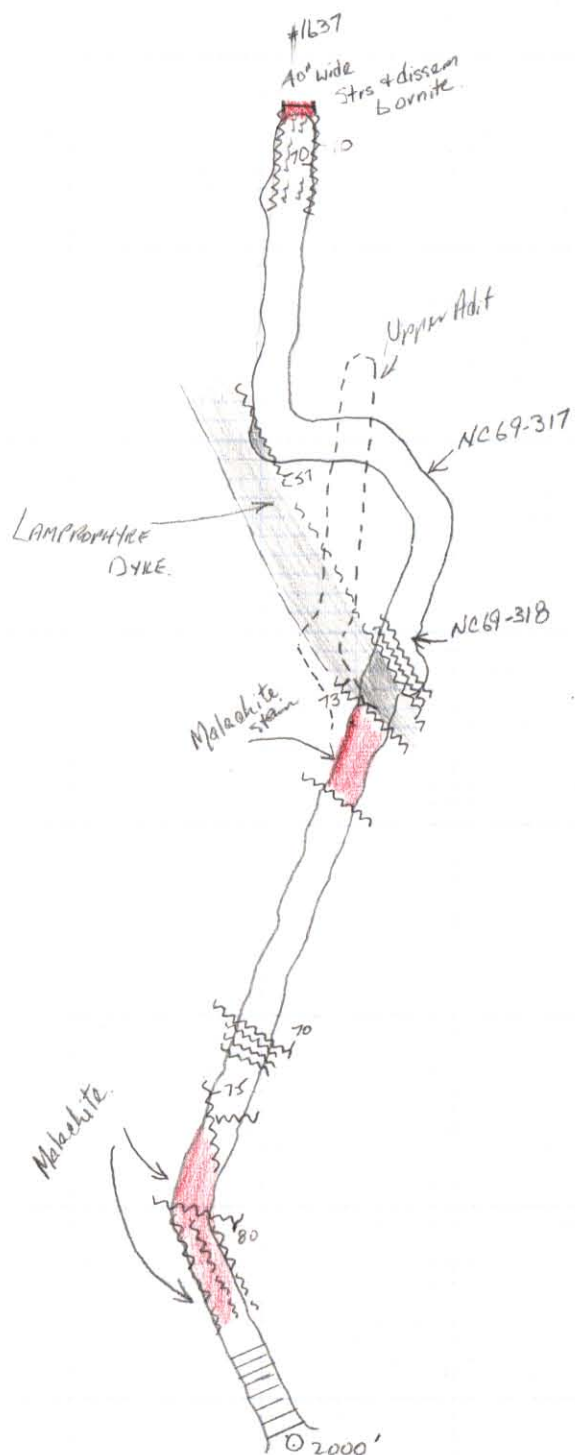 #1637
40" wide
Strs & dissem
bornite.
70
Upper Adit
NC69-317
57
LAMPROPHYRE
DYKE.
NC69-318
73
Malachite
stain
70
75
Malachite.
80
2000'